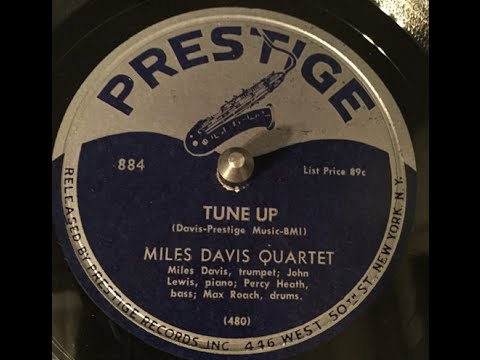 PRESTIGE
884
List Price 89c
TUNE UP
(Davis-Prestige Music-BMI)
MILES DAVIS QUARTET
Miles Davis, trumpet; John
Lewis, piano; Percy Heath,
bass; Max Roach, drums.
(480)
RELEASED BY PRESTIGE RECORDS INC 446 WEST 50TH ST. NEW YORK N.Y.